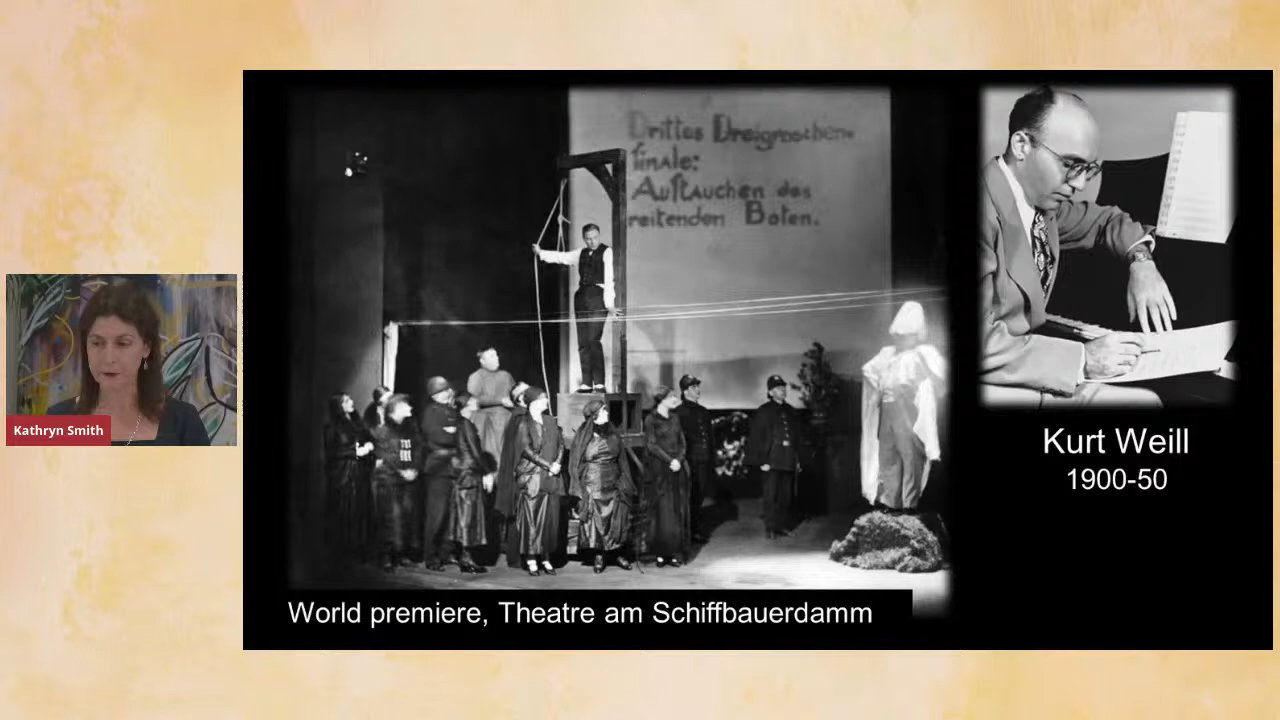 Drittes Dreigroschen=
finale:
Auftauchen des
reitenden Boten.
Kurt Weill
1900-50
Kathryn Smith
World premiere, Theatre am Schiffbauerdamm